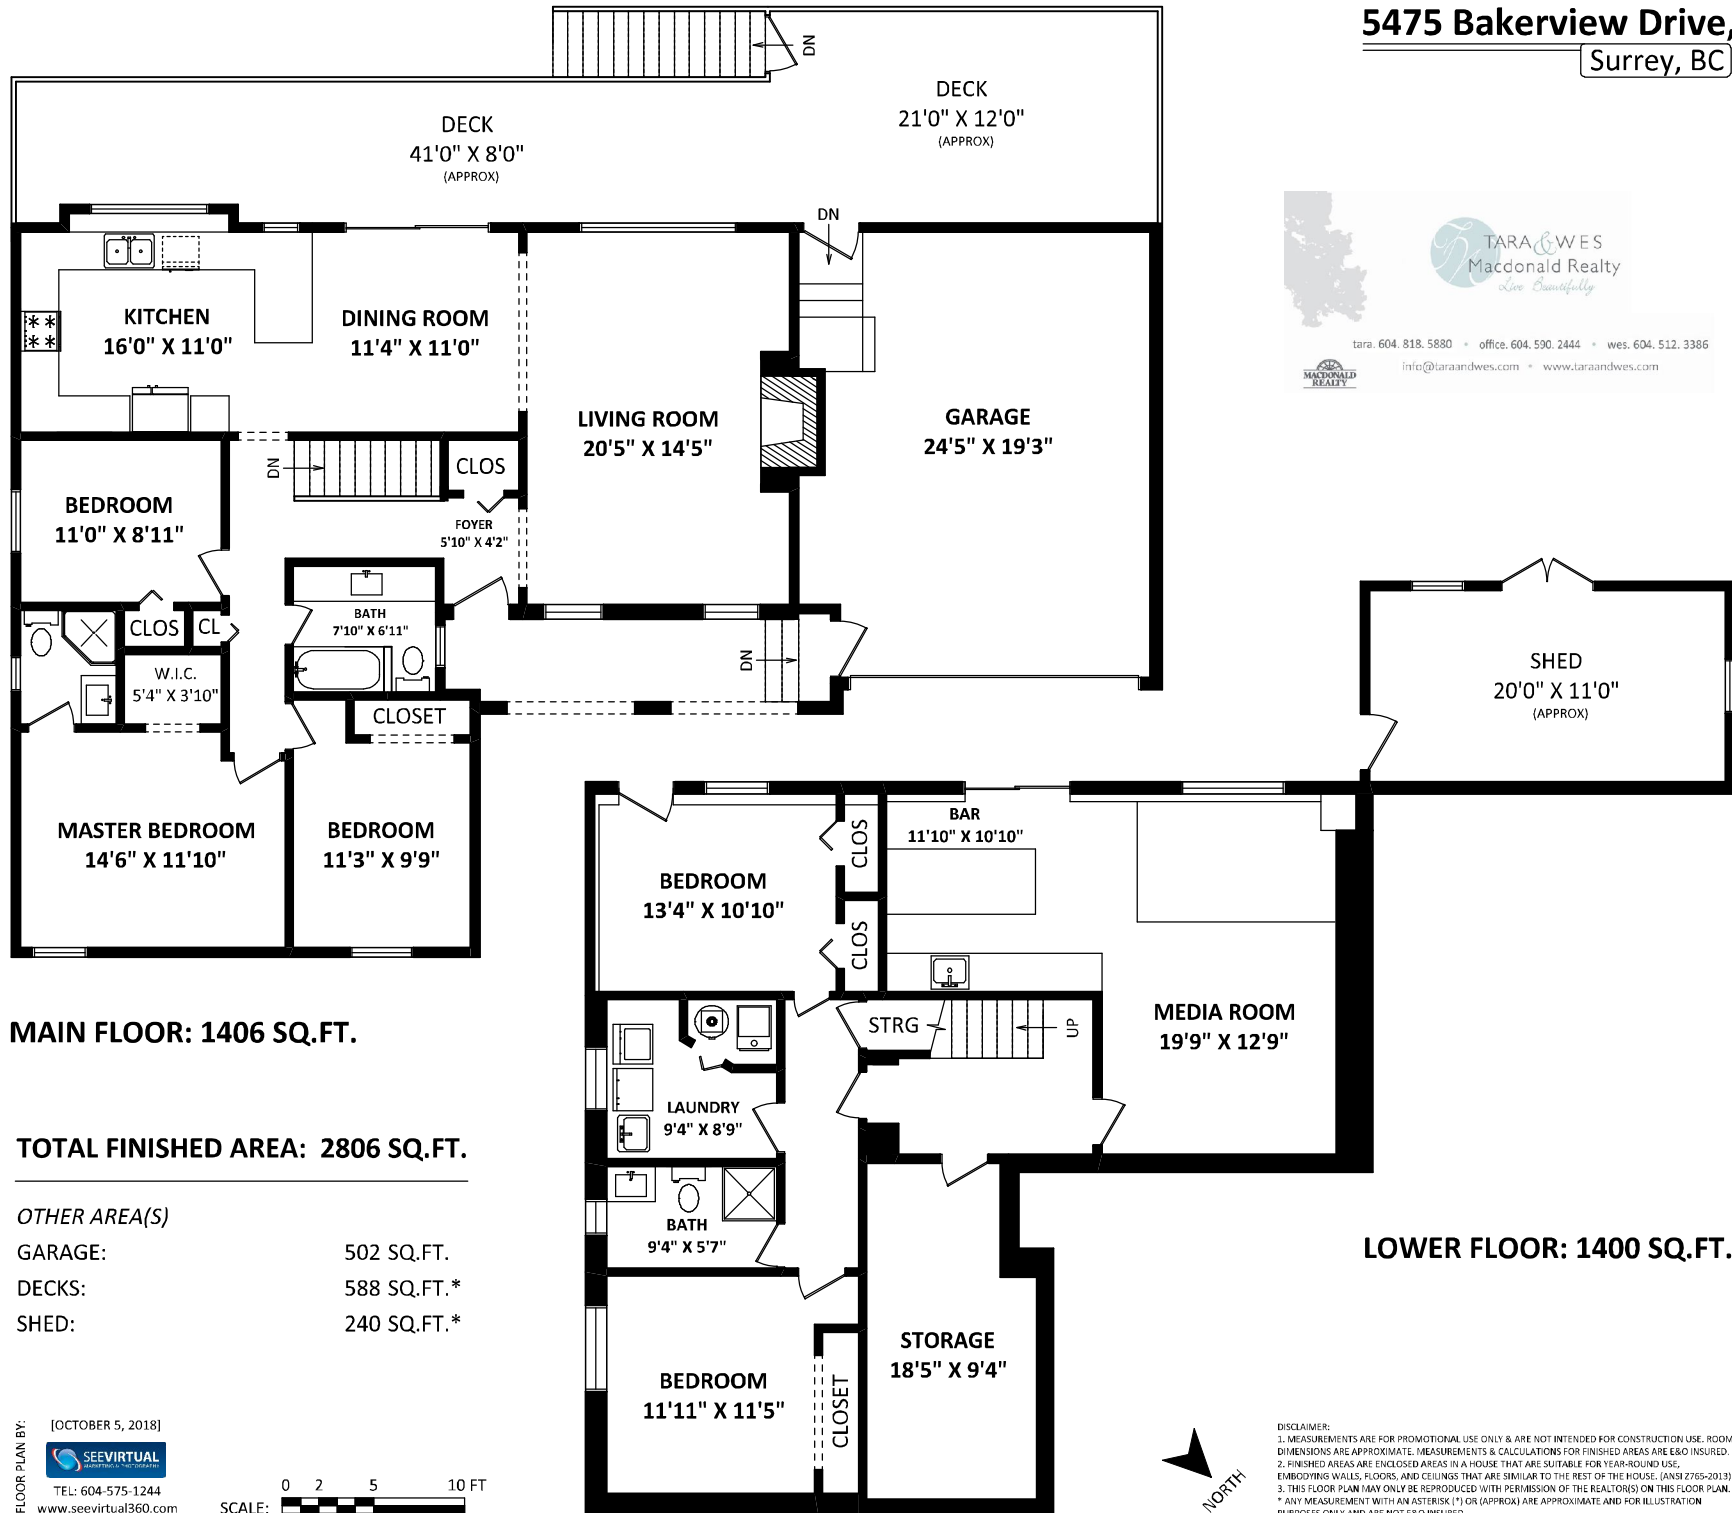 5475 Bakerview Drive,
Surrey, BC
DN
DECK
21'0" X 12'0"
(APPROX)
DECK
41'0" X 8'0"
(APPROX)
DN
TARA & WES
Macdonald Realty
Live Beautifully
tara. 604. 818. 5880 • office. 604. 590. 2444 • wes. 604. 512. 3386
MACDONALD
REALTY
info@taraandwes.com • www.taraandwes.com
KITCHEN
16'0" X 11'0"
DINING ROOM
11'4" X 11'0"
LIVING ROOM
20'5" X 14'5"
GARAGE
24'5" X 19'3"
DN
CLOS
BEDROOM
11'0" X 8'11"
FOYER
5'10" X 4'2"
BATH
7'10" X 6'11"
CLOS
CL
W.I.C.
5'4" X 3'10"
DN
CLOSET
SHED
20'0" X 11'0"
(APPROX)
MASTER BEDROOM
14'6" X 11'10"
BEDROOM
11'3" X 9'9"
BAR
11'10" X 10'10"
CLOS
BEDROOM
13'4" X 10'10"
CLOS
MAIN FLOOR: 1406 SQ.FT.
STRG
UP
MEDIA ROOM
19'9" X 12'9"
LAUNDRY
9'4" X 8'9"
TOTAL FINISHED AREA: 2806 SQ.FT.
OTHER AREA(S)
GARAGE: 502 SQ.FT.
DECKS: 588 SQ.FT.*
SHED: 240 SQ.FT.*
BATH
9'4" X 5'7"
LOWER FLOOR: 1400 SQ.FT.
STORAGE
18'5" X 9'4"
BEDROOM
11'11" X 11'5"
CLOSET
FLOOR PLAN BY:
[OCTOBER 5, 2018]
SEEVIRTUAL
MARKETING & PHOTOGRAPHY
TEL: 604-575-1244
www.seevirtual360.com
SCALE:
0 2 5 10 FT
NORTH
DISCLAIMER:
1. MEASUREMENTS ARE FOR PROMOTIONAL USE ONLY & ARE NOT INTENDED FOR CONSTRUCTION USE. ROOM
DIMENSIONS ARE APPROXIMATE. MEASUREMENTS & CALCULATIONS FOR FINISHED AREAS ARE E&O INSURED.
2. FINISHED AREAS ARE ENCLOSED AREAS IN A HOUSE THAT ARE SUITABLE FOR YEAR-ROUND USE,
EMBODYING WALLS, FLOORS, AND CEILINGS THAT ARE SIMILAR TO THE REST OF THE HOUSE. (ANSI Z765-2013)
3. THIS FLOOR PLAN MAY ONLY BE REPRODUCED WITH PERMISSION OF THE REALTOR(S) ON THIS FLOOR PLAN.
* ANY MEASUREMENT WITH AN ASTERISK (*) OR (APPROX) ARE APPROXIMATE AND FOR ILLUSTRATION
PURPOSES ONLY AND ARE NOT E&O INSURED.